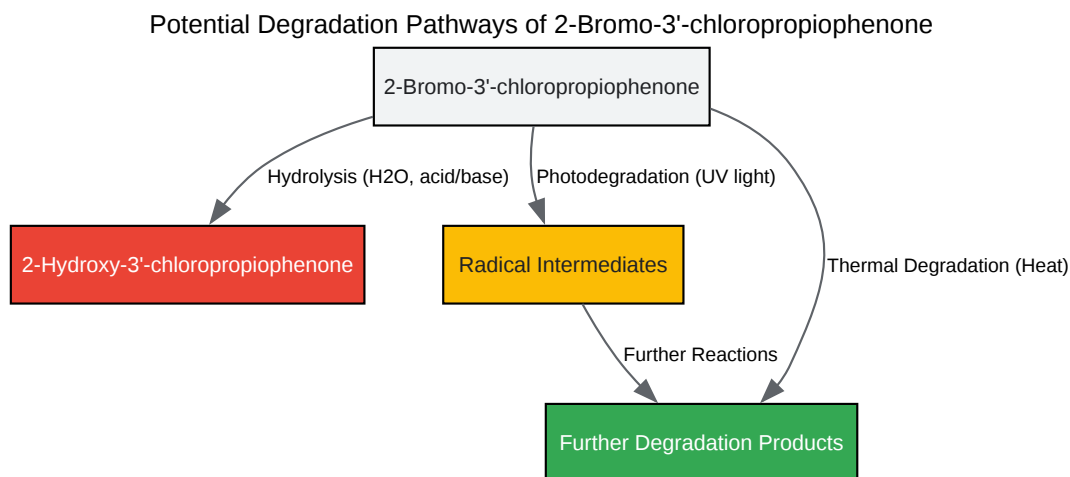 Potential Degradation Pathways of 2-Bromo-3'-chloropropiophenone
2-Bromo-3'-chloropropiophenone
Hydrolysis (H2O, acid/base)
Photodegradation (UV light)
2-Hydroxy-3'-chloropropiophenone
Radical Intermediates
Thermal Degradation (Heat)
Further Reactions
Further Degradation Products